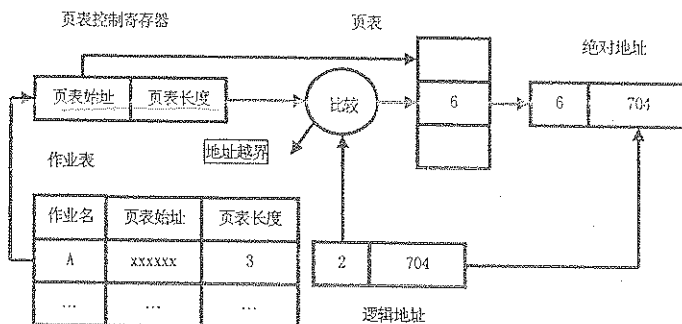 页表控制寄存器
页表
绝对地址
页表始址 页表长度
比较
6
6 704
地址越界
作业表
作业名 页表始址 页表长度
A xxxxxx 3
2 704
… … …
逻辑地址